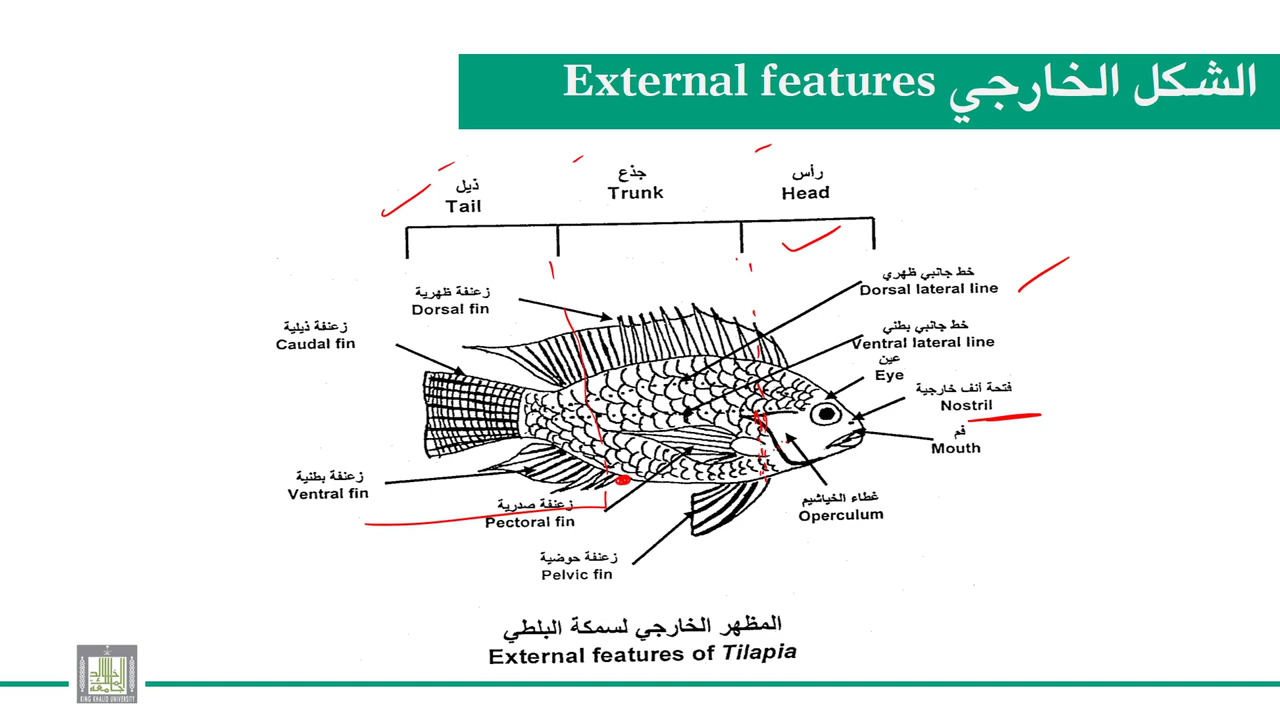 الشكل الخارجي External features
ذيل
Tail
جذع
Trunk
رأس
Head
زعنفة ظهرية
Dorsal fin
خط جانبي ظهري
Dorsal lateral line
زعنفة ذيلية
Caudal fin
خط جانبي بطني
Ventral lateral line
عين
Eye
فتحة أنف خارجية
Nostril
فم
Mouth
زعنفة بطنية
Ventral fin
زعنفة صدرية
Pectoral fin
غطاء الخياشيم
Operculum
زعنفة حوضية
Pelvic fin
المظهر الخارجي لسمكة البلطي
External features of Tilapia
KING KHALID UNIVERSITY